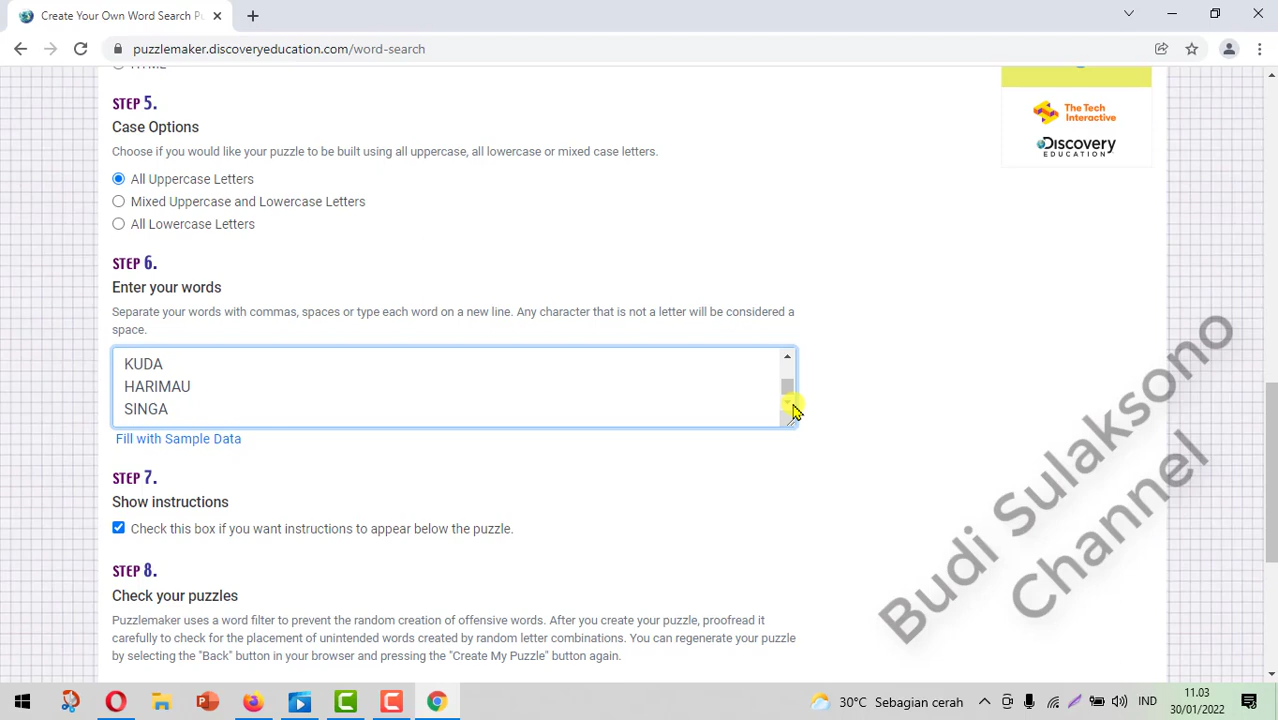 Create Your Own Word Search Pu
puzzlemaker.discoveryeducation.com/word-search
HTML
STEP 5.
Case Options
Choose if you would like your puzzle to be built using all uppercase, all lowercase or mixed case letters.
All Uppercase Letters
Mixed Uppercase and Lowercase Letters
All Lowercase Letters
The Tech
Interactive
Discovery
EDUCATION
STEP 6.
Enter your words
Separate your words with commas, spaces or type each word on a new line. Any character that is not a letter will be considered a
space.
KUDA
HARIMAU
SINGA
Fill with Sample Data
STEP 7.
Show instructions
Check this box if you want instructions to appear below the puzzle.
STEP 8.
Check your puzzles
Puzzlemaker uses a word filter to prevent the random creation of offensive words. After you create your puzzle, proofread it
carefully to check for the placement of unintended words created by random letter combinations. You can regenerate your puzzle
by selecting the "Back" button in your browser and pressing the "Create My Puzzle" button again.
Budi Sulaksono
Channel
30°C Sebagian cerah
IND
11.03
30/01/2022